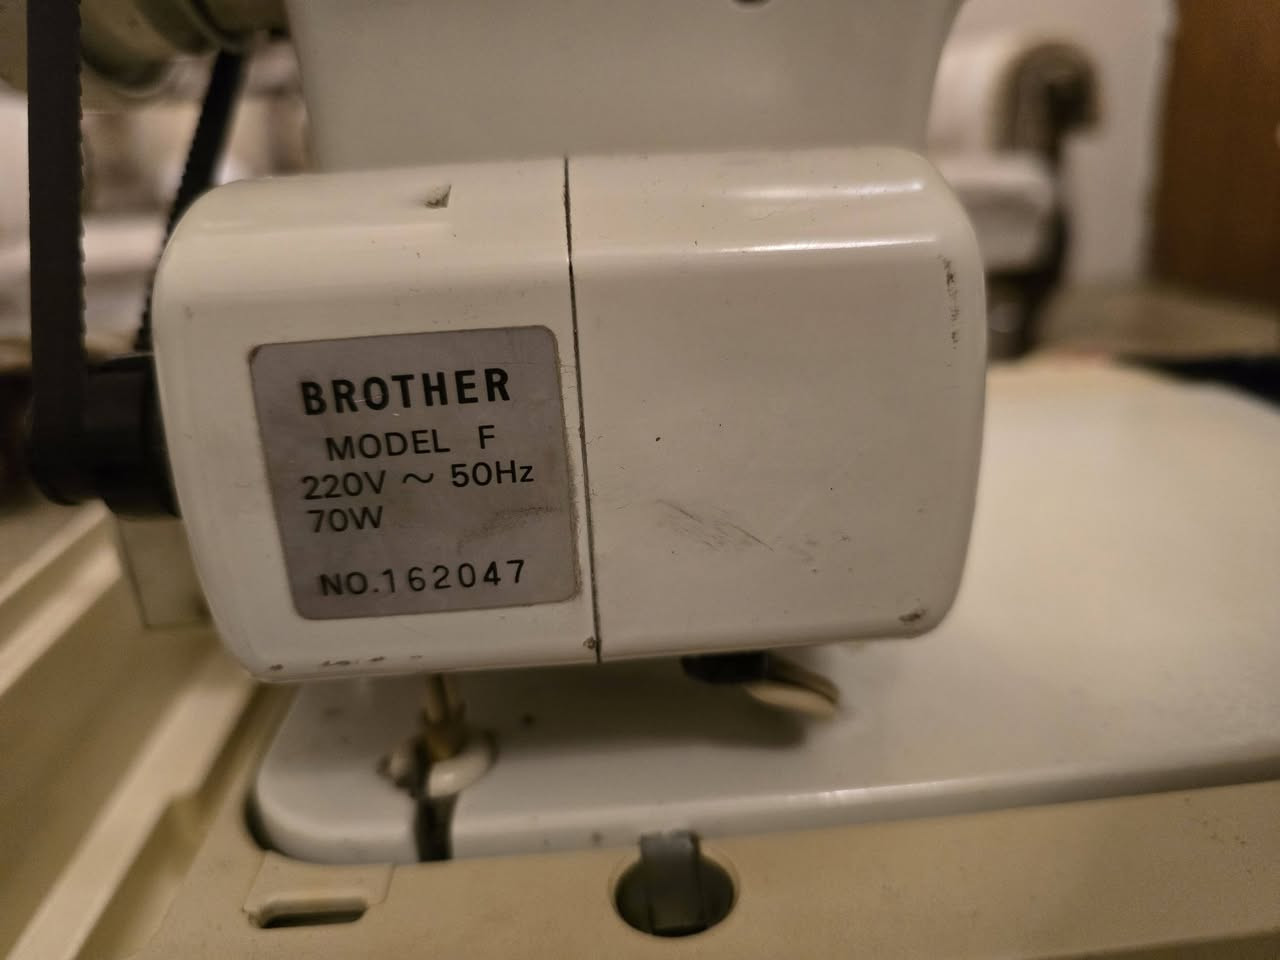 BROTHER
MODEL F
220V ~ 50Hz
70W
NO.162047